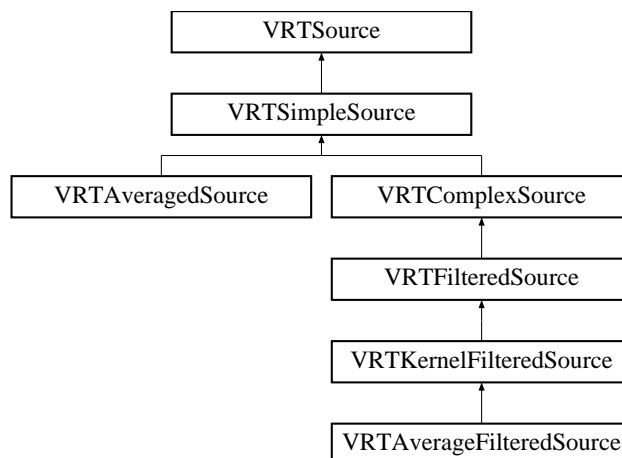 VRTSource
VRTSimpleSource
VRTAveragedSource
VRTComplexSource
VRTFilteredSource
VRTKernelFilteredSource
VRTAverageFilteredSource